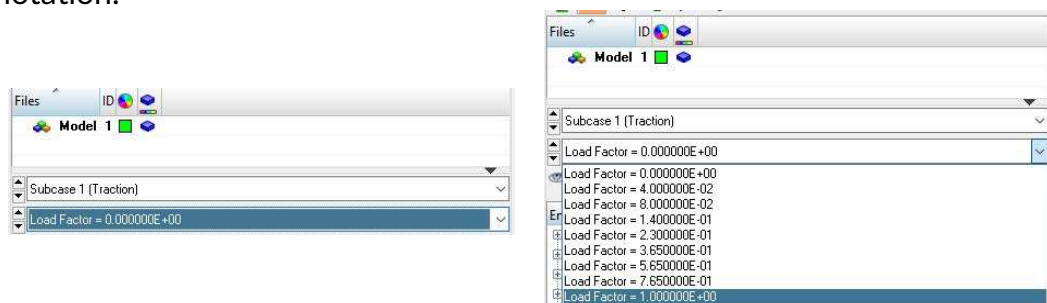 notation.
Files ID
Model 1
Subcase 1 (Traction)
Load Factor = 0.000000E+00
Files ID
Model 1
Subcase 1 (Traction)
Load Factor = 0.000000E+00
Load Factor = 0.000000E+00
Load Factor = 4.000000E-02
Load Factor = 8.000000E-02
Er Load Factor = 1.400000E-01
Load Factor = 2.300000E-01
Load Factor = 3.650000E-01
Load Factor = 5.650000E-01
Load Factor = 7.650000E-01
Load Factor = 1.000000E+00